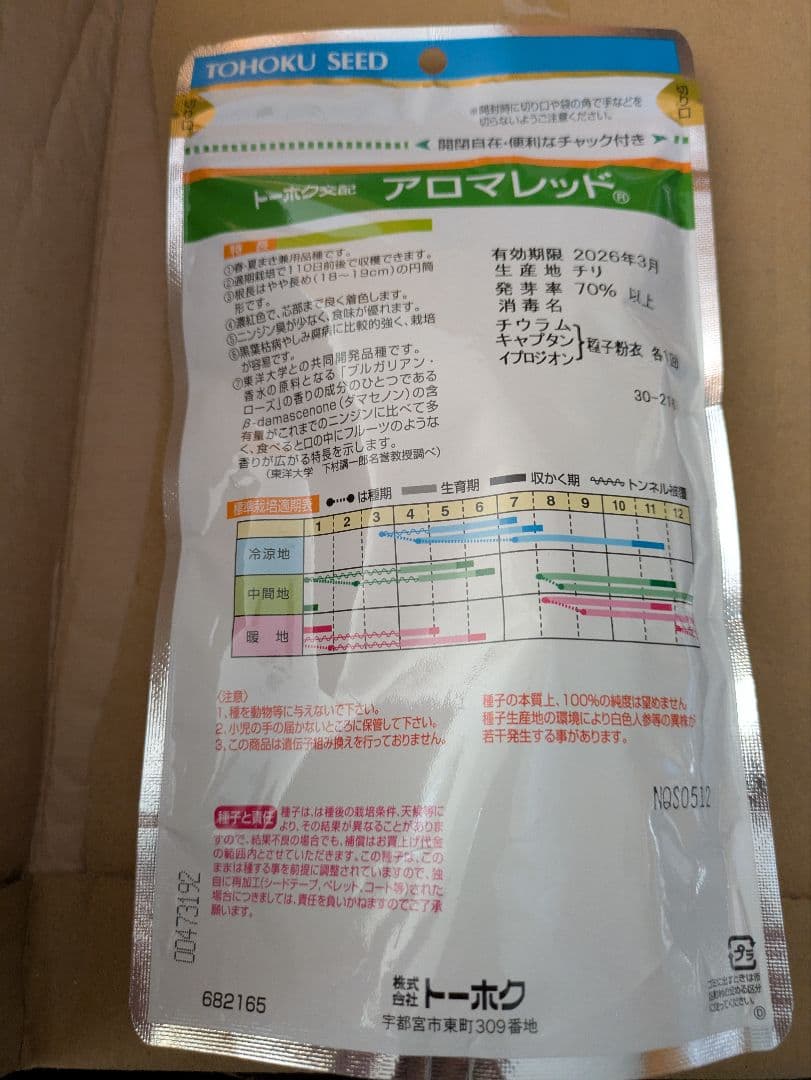 TOHOKU SEED
切り口
切り口
※開封時に切り口や袋の角で手などを
切らないようご注意ください。
開閉自在・便利なチャック付き
トーホク交配 アロマレッド®
特長
①春・夏まき兼用品種です。
②適期栽培で110日前後で収穫できます。
③根長はやや長め(18～19cm)の円筒
形です。
④濃紅色で、芯部まで良く着色します。
⑤ニンジン臭が少なく、食味が優れます。
⑥黒葉枯病やしみ腐病に比較的強く、栽培
が容易です。
⑦東洋大学との共同開発品種です。
香水の原料となる「ブルガリアン・
ローズ」の香りの成分のひとつである
β-damascenone(ダマセノン)の含
有量がこれまでのニンジンに比べて多
く、食べると口の中にフルーツのような
香りが広がる特長を示します。
(東洋大学 下村講一郎名誉教授調べ)
有効期限 2026年3月
生産地 チリ
発芽率 70% 以上
消毒名
チウラム
キャプタン
イプロジオン
種子粉衣 各1回
標準栽培適期表 は種期 生育期 収かく期 トンネル被覆
1 2 3 4 5 6 7 8 9 10 11 12
冷涼地
中間地
暖地
〈注意〉
1、種を動物等に与えないで下さい。
2、小児の手の届かないところに保管して下さい。
3、この商品は遺伝子組み換えを行っておりません。
種子の本質上、100%の純度は望めません。
種子生産地の環境により白色人参等の異株が
若干発生する事があります。
NQS0512
種子と責任 種子は、は種後の栽培条件、天候等に
より、その結果が異なることがありま
すので、結果不良の場合でも、補償はお買上げ代金
の範囲内とさせていただきます。この種子は、この
ままは種する事を前提に調整されていますので、独
自に再加工(シードテープ、ペレット、コート等)された
場合につきましては、責任を負いかねますのでご了承
願います。
00473192
682165
株式会社 トーホク
宇都宮市東町309番地
プラ
D